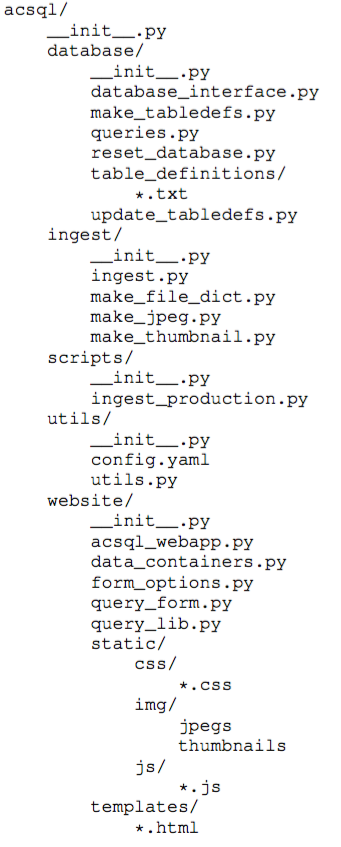 acsql/
    __init__.py
    database/
        __init__.py
        database_interface.py
        make_tabledefs.py
        queries.py
        reset_database.py
        table_definitions/
            *.txt
        update_tabledefs.py
    ingest/
        __init__.py
        ingest.py
        make_file_dict.py
        make_jpeg.py
        make_thumbnail.py
    scripts/
        __init__.py
        ingest_production.py
    utils/
        __init__.py
        config.yaml
        utils.py
    website/
        __init__.py
        acsql_webapp.py
        data_containers.py
        form_options.py
        query_form.py
        query_lib.py
        static/
            css/
                *.css
            img/
                jpegs
                thumbnails
            js/
                *.js
        templates/
            *.html